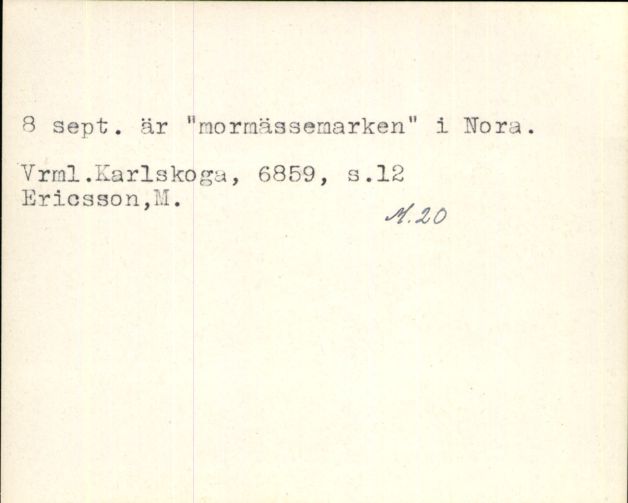 8 sept. är "mormässemarken" i Nora.
Vrml.Karlskoga, 6859, s.12
Ericsson,M.
M.20